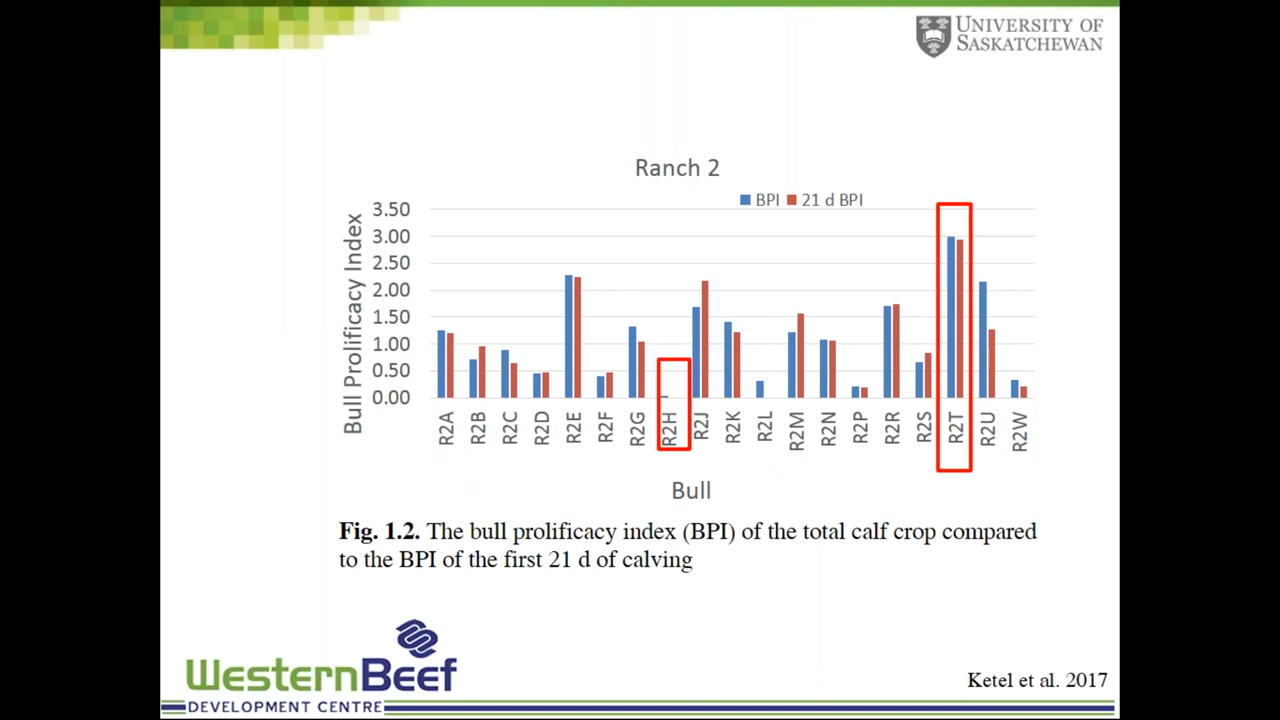 UNIVERSITY OF
SASKATCHEWAN
Ranch 2
BPI 21 d BPI
Bull Prolificacy Index
3.50
3.00
2.50
2.00
1.50
1.00
0.50
0.00
R2A R2B R2C R2D R2E R2F R2G R2H R2J R2K R2L R2M R2N R2P R2R R2S R2T R2U R2W
Bull
Fig. 1.2. The bull prolificacy index (BPI) of the total calf crop compared
to the BPI of the first 21 d of calving
WesternBeef
DEVELOPMENT CENTRE
Ketel et al. 2017